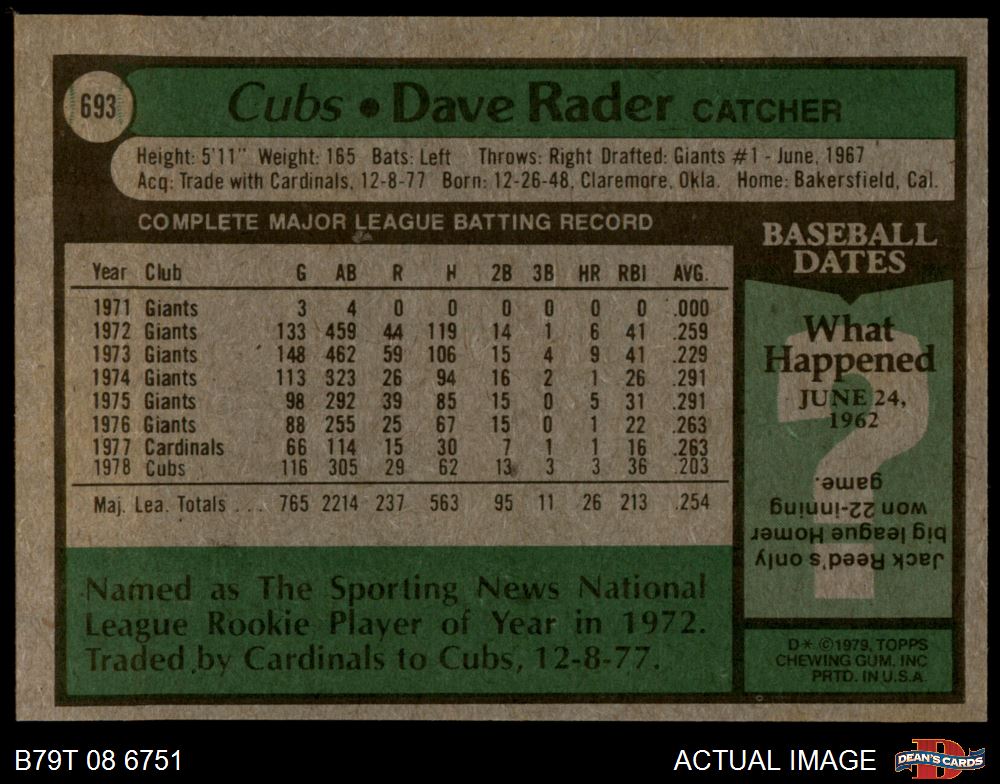 693
Cubs • Dave Rader CATCHER
Height: 5'11" Weight: 165 Bats: Left Throws: Right Drafted: Giants #1 - June, 1967
Acq: Trade with Cardinals, 12-8-77 Born: 12-26-48, Claremore, Okla. Home: Bakersfield, Cal.
COMPLETE MAJOR LEAGUE BATTING RECORD
Year Club G AB R H 2B 3B HR RBI AVG.
1971 Giants 3 4 0 0 0 0 0 0 .000
1972 Giants 133 459 44 119 14 1 6 41 .259
1973 Giants 148 462 59 106 15 4 9 41 .229
1974 Giants 113 323 26 94 16 2 1 26 .291
1975 Giants 98 292 39 85 15 0 5 31 .291
1976 Giants 88 255 25 67 15 0 1 22 .263
1977 Cardinals 66 114 15 30 7 1 1 16 .263
1978 Cubs 116 305 29 62 13 3 3 36 .203
Maj. Lea. Totals ... 765 2214 237 563 95 11 26 213 .254
Named as The Sporting News National
League Rookie Player of Year in 1972.
Traded by Cardinals to Cubs, 12-8-77.
BASEBALL
DATES
What
Happened
JUNE 24,
1962
?
Jack Reed's only
big league Homer
won 22-inning
game.
D* ©1979, TOPPS
CHEWING GUM, INC
PRTD. IN U.S.A.
B79T 08 6751
ACTUAL IMAGE
D
DEAN'S CARDS